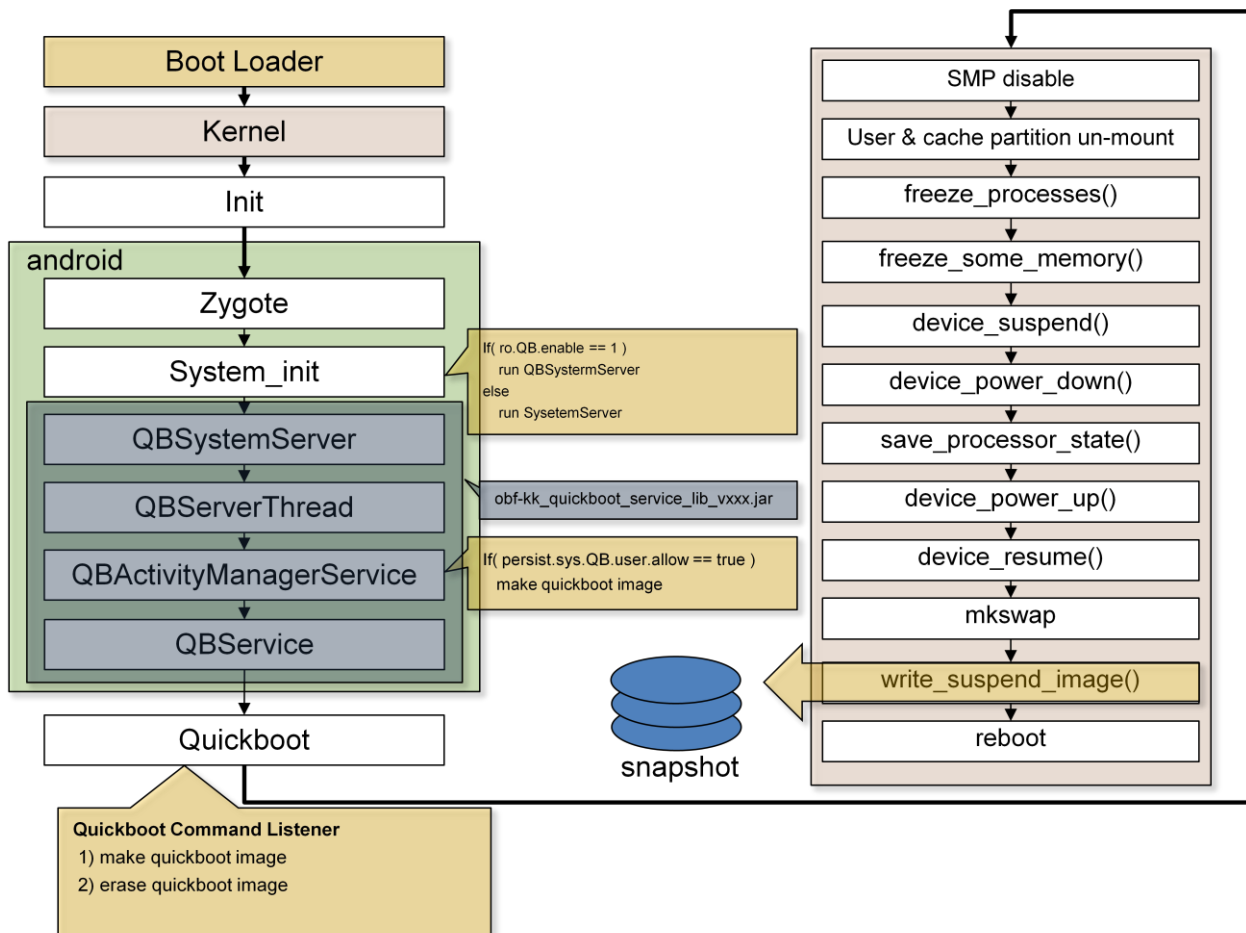 Boot Loader
Kernel
Init
android
Zygote
System_init
If( ro.QB.enable == 1 )
run QBSystermServer
else
run SysetemServer
QBSystemServer
QBServerThread
obf-kk_quickboot_service_lib_vxxx.jar
QBActivityManagerService
If( persist.sys.QB.user.allow == true )
make quickboot image
QBService
Quickboot
Quickboot Command Listener
1) make quickboot image
2) erase quickboot image
SMP disable
User & cache partition un-mount
freeze_processes()
freeze_some_memory()
device_suspend()
device_power_down()
save_processor_state()
device_power_up()
device_resume()
mkswap
write_suspend_image()
reboot
snapshot